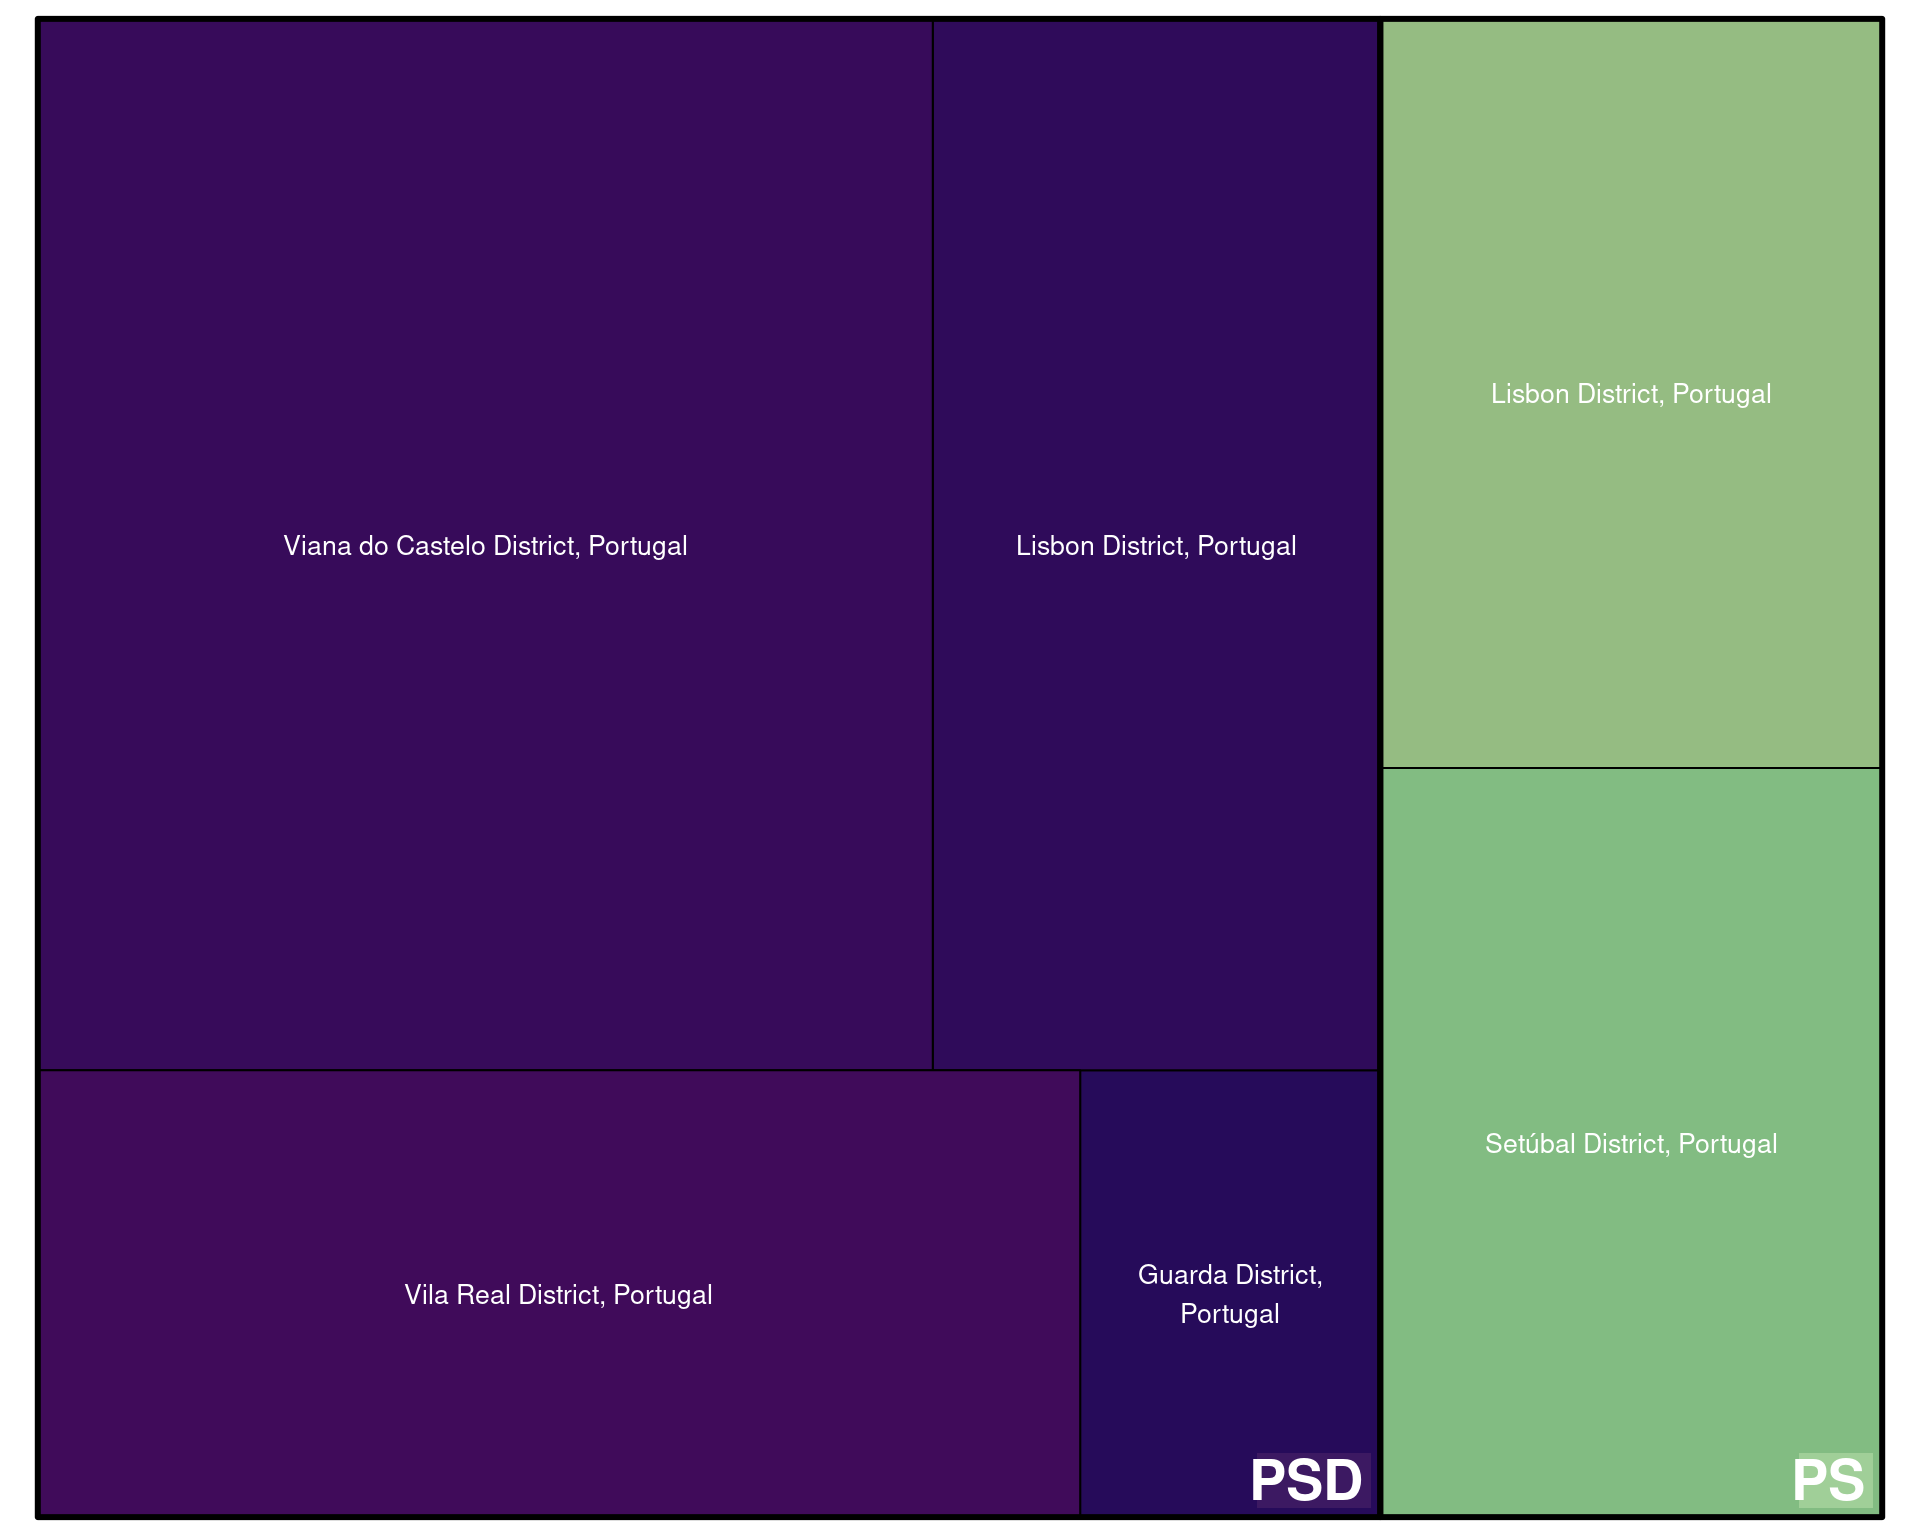 Viana do Castelo District, Portugal
Lisbon District, Portugal
Lisbon District, Portugal
Setúbal District, Portugal
Vila Real District, Portugal
Guarda District,
Portugal
PSD
PS